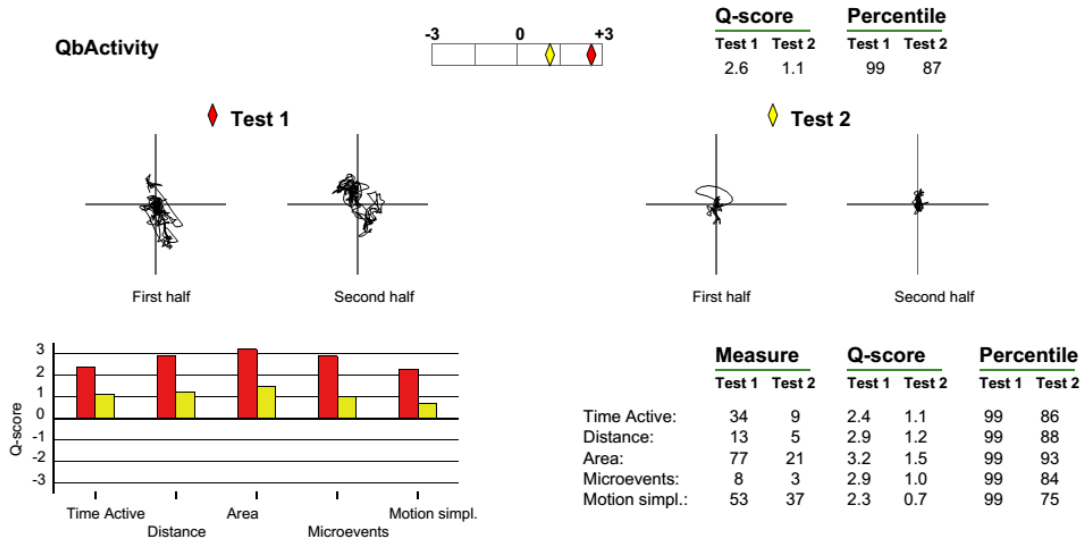 QbActivity
-3 0 +3
Q-score Percentile
Test 1 Test 2 Test 1 Test 2
2.6 1.1 99 87
Test 1
Test 2
First half Second half First half Second half
Q-score
3
2
1
0
-1
-2
-3
Time Active Distance Area Microevents Motion simpl.
Measure Q-score Percentile
Test 1 Test 2 Test 1 Test 2 Test 1 Test 2
Time Active: 34 9 2.4 1.1 99 86
Distance: 13 5 2.9 1.2 99 88
Area: 77 21 3.2 1.5 99 93
Microevents: 8 3 2.9 1.0 99 84
Motion simpl.: 53 37 2.3 0.7 99 75